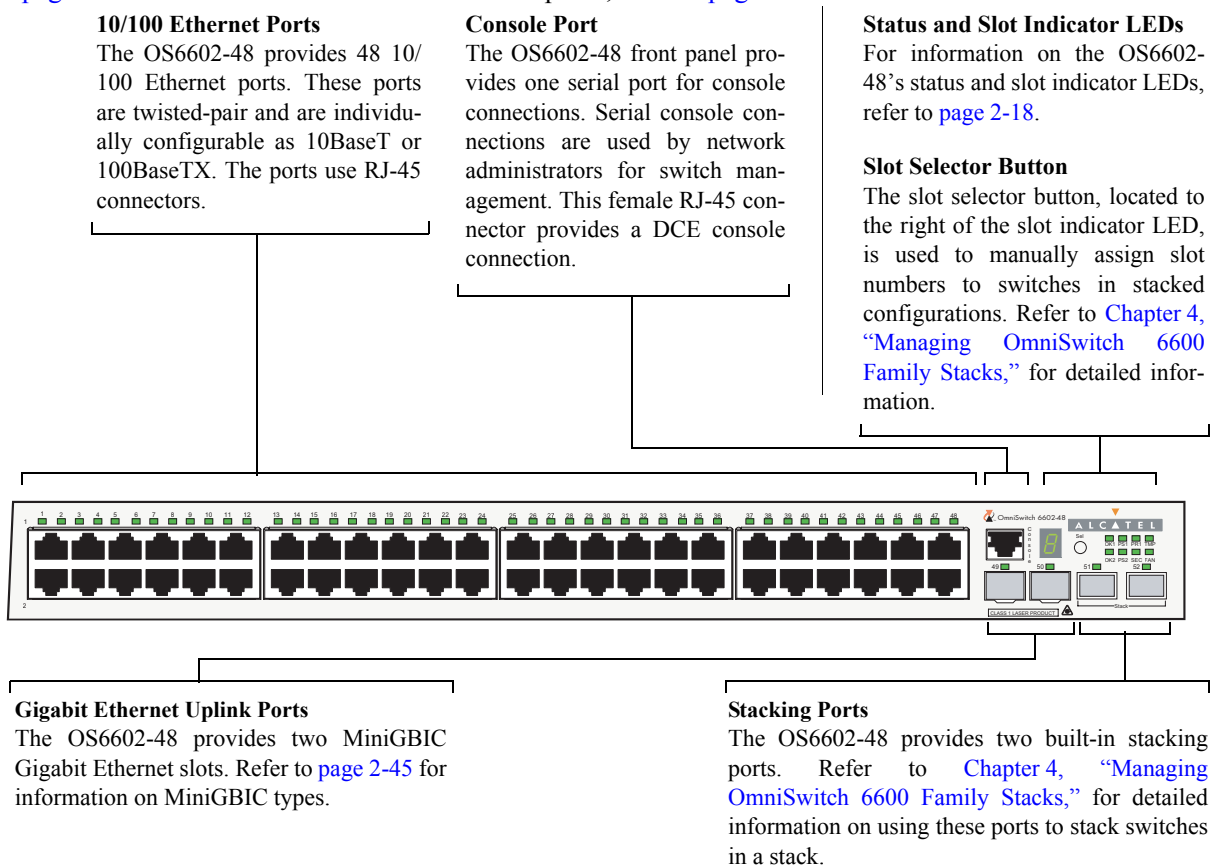 10/100 Ethernet Ports
The OS6602-48 provides 48 10/
100 Ethernet ports. These ports
are twisted-pair and are individu-
ally configurable as 10BaseT or
100BaseTX. The ports use RJ-45
connectors.
Console Port
The OS6602-48 front panel pro-
vides one serial port for console
connections. Serial console con-
nections are used by network
administrators for switch man-
agement. This female RJ-45 con-
nector provides a DCE console
connection.
Status and Slot Indicator LEDs
For information on the OS6602-
48’s status and slot indicator LEDs,
refer to page 2-18.
Slot Selector Button
The slot selector button, located to
the right of the slot indicator LED,
is used to manually assign slot
numbers to switches in stacked
configurations. Refer to Chapter 4,
“Managing OmniSwitch 6600
Family Stacks,” for detailed infor-
mation.
1 2 3 4 5 6 7 8 9 10 11 12 13 14 15 16 17 18 19 20 21 22 23 24 25 26 27 28 29 30 31 32 33 34 35 36 37 38 39 40 41 42 43 44 45 46 47 48
1
2
OmniSwitch 6602-48
Console
8
ALCATEL
Sel
OK1 PS1 PR1 TMP
OK2 PS2 SEC FAN
49 50 51 52
Stack
CLASS 1 LASER PRODUCT
Gigabit Ethernet Uplink Ports
The OS6602-48 provides two MiniGBIC
Gigabit Ethernet slots. Refer to page 2-45 for
information on MiniGBIC types.
Stacking Ports
The OS6602-48 provides two built-in stacking
ports. Refer to Chapter 4, “Managing
OmniSwitch 6600 Family Stacks,” for detailed
information on using these ports to stack switches
in a stack.